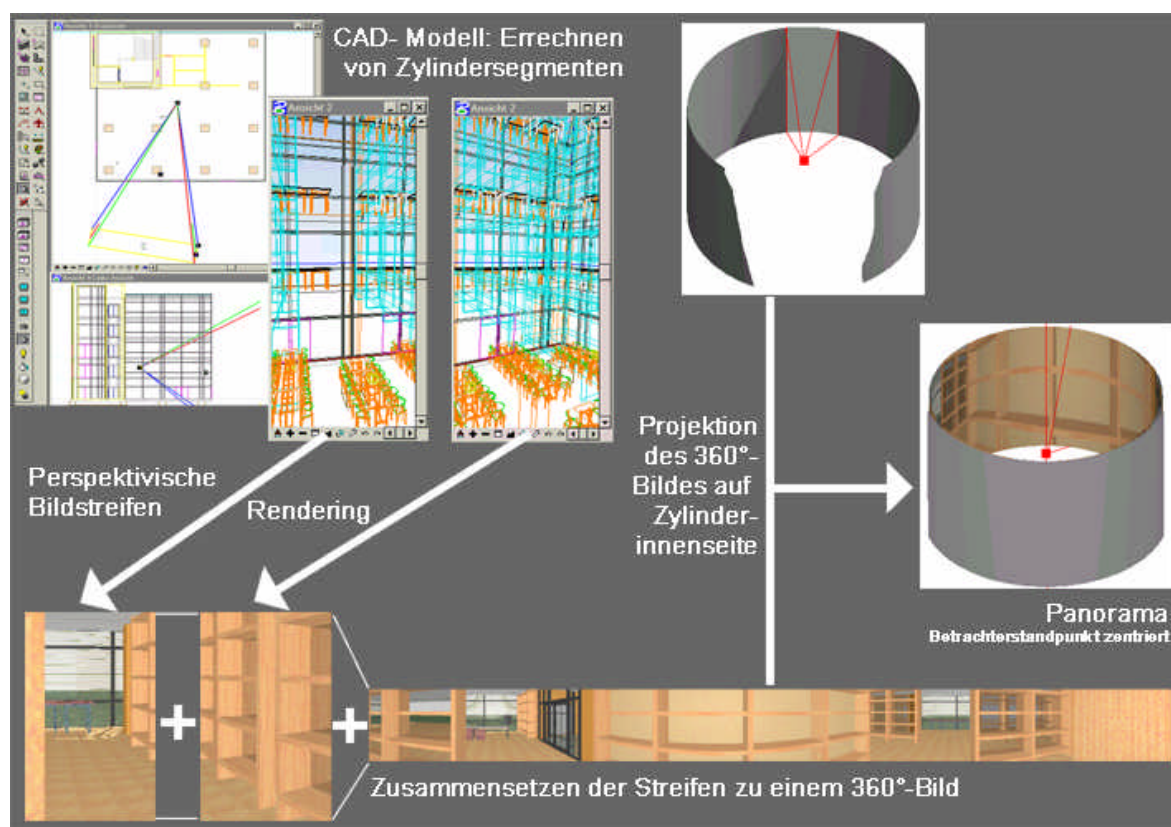 CAD- Modell: Errechnen
von Zylindersegmenten
Ansicht 2
Ansicht 2
Perspektivische
Bildstreifen
Rendering
Projektion
des 360°-
Bildes auf
Zylinder-
innenseite
Panorama
Betrachterstandpunkt zentriert
+
+
Zusammensetzen der Streifen zu einem 360°-Bild